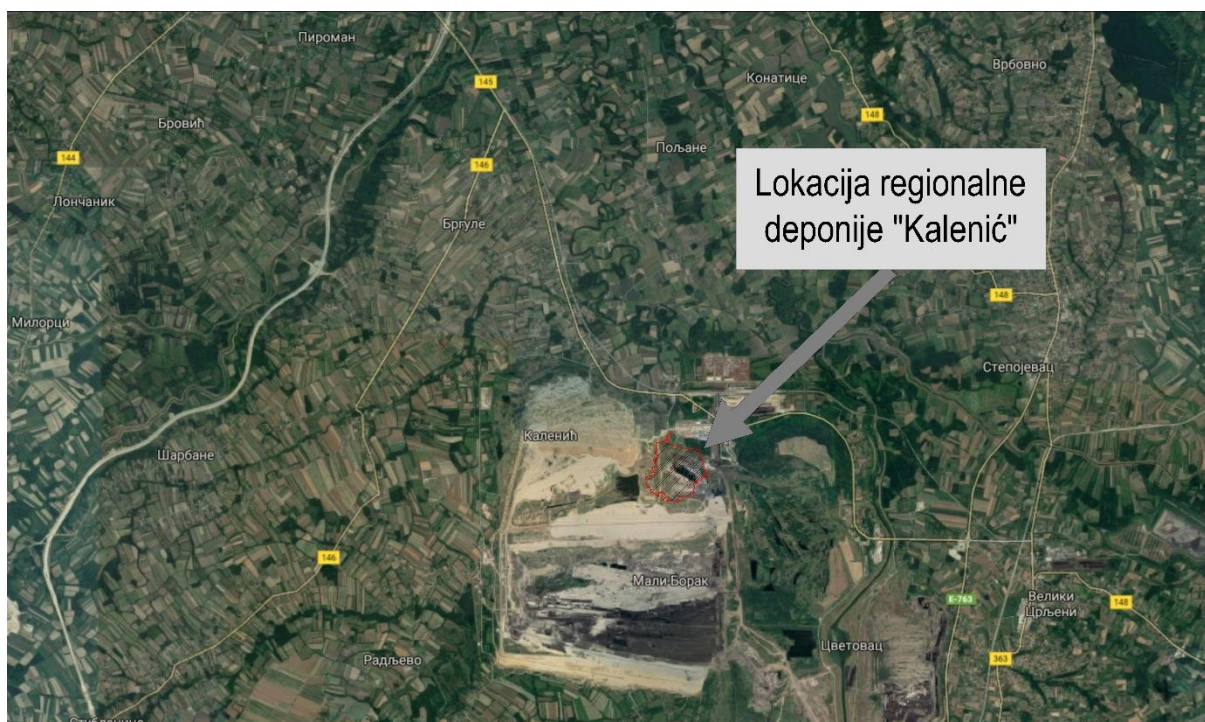 Пироман
Врбовно
Конатице
145
148
Бровић
Пољане
144
146
Лончаник
Бргуле
Lokacija regionalne
deponije "Kalenić"
148
Милорци
Степојевац
Каленић
Шарбане
146
Мали Борак
E-763
Велики
Црљени
148
Цветовац
Радљево
363